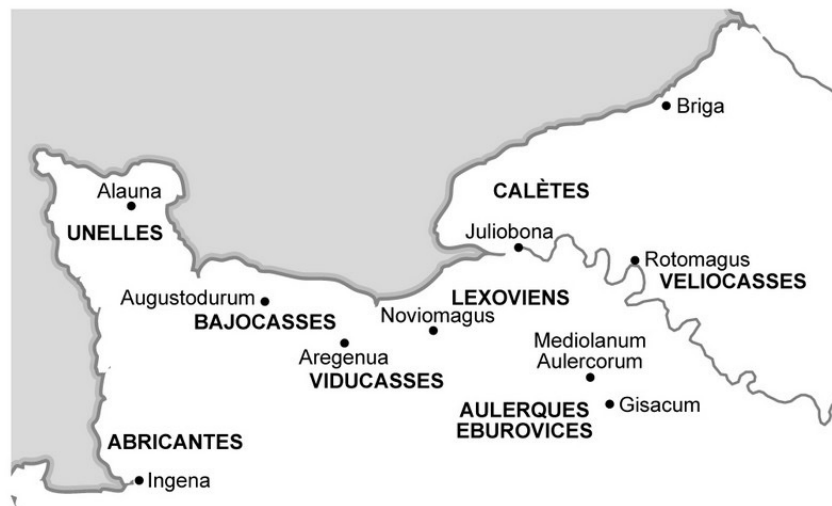 Briga
Alauna
CALÈTES
UNELLES
Juliobona
Rotomagus
VELIOCASSES
Augustodurum
BAJOCASSES
LEXOVIENS
Noviomagus
Mediolanum
Aulercorum
Aregenua
VIDUCASSES
Gisacum
AULERQUES
EBUROVICES
ABRICANTES
Ingena